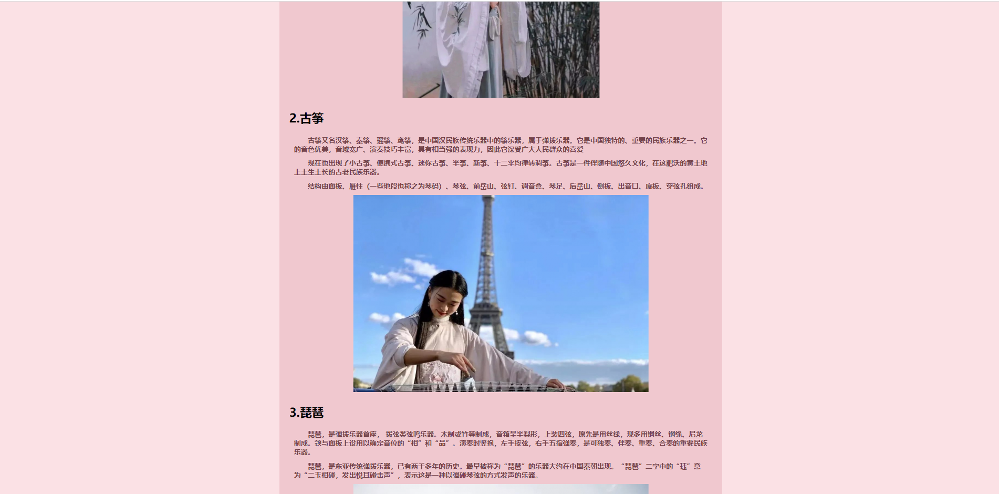 2.古筝
古筝又名汉筝、秦筝、瑶筝、鸾筝，是中国汉民族传统乐器中的筝乐器，属于弹拨乐器。它是中国独特的、重要的民族乐器之一。它
的音色优美，音域宽广、演奏技巧丰富，具有相当强的表现力，因此它深受广大人民群众的喜爱
现在也出现了小古筝、便携式古筝、迷你古筝、半筝、新筝、十二平均律转调筝。古筝是一件伴随中国悠久文化，在这肥沃的黄土地
上土生土长的古老民族乐器。
结构由面板、雁柱（一些地段也称之为琴码）、琴弦、前岳山、弦钉、调音盒、琴足、后岳山、侧板、出音口、底板、穿弦孔组成。
3.琵琶
琵琶，是弹拨乐器首座， 拨弦类弦鸣乐器。木制或竹等制成，音箱呈半梨形，上装四弦，原先是用丝线，现多用钢丝、钢绳、尼龙
制成。颈与面板上设用以确定音位的“相”和“品”。演奏时竖抱，左手按弦，右手五指弹奏，是可独奏、伴奏、重奏、合奏的重要民族
乐器。
琵琶，是东亚传统弹拨乐器，已有两千多年的历史。最早被称为“琵琶”的乐器大约在中国秦朝出现。“琵琶”二字中的“珏”意
为“二玉相碰，发出悦耳碰击声”，表示这是一种以弹碰琴弦的方式发声的乐器。